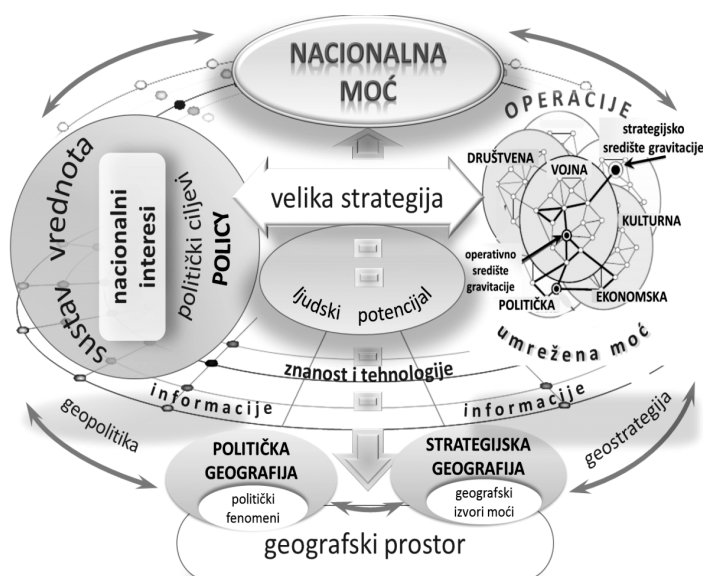 NACIONALNA
MOĆ
OPERACIJE
strategijsko
središte gravitacije
DRUŠTVENA
VOJNA
KULTURNA
operativno
središte
gravitacije
POLITIČKA
EKONOMSKA
umrežena moć
sustav vrednota
nacionalni
interesi
politički ciljevi
POLICY
velika strategija
ljudski potencijal
znanost i tehnologije
informacije
informacije
geopolitika
geostrategija
POLITIČKA
GEOGRAFIJA
politički
fenomeni
STRATEGIJSKA
GEOGRAFIJA
geografski
izvori moći
geografski prostor